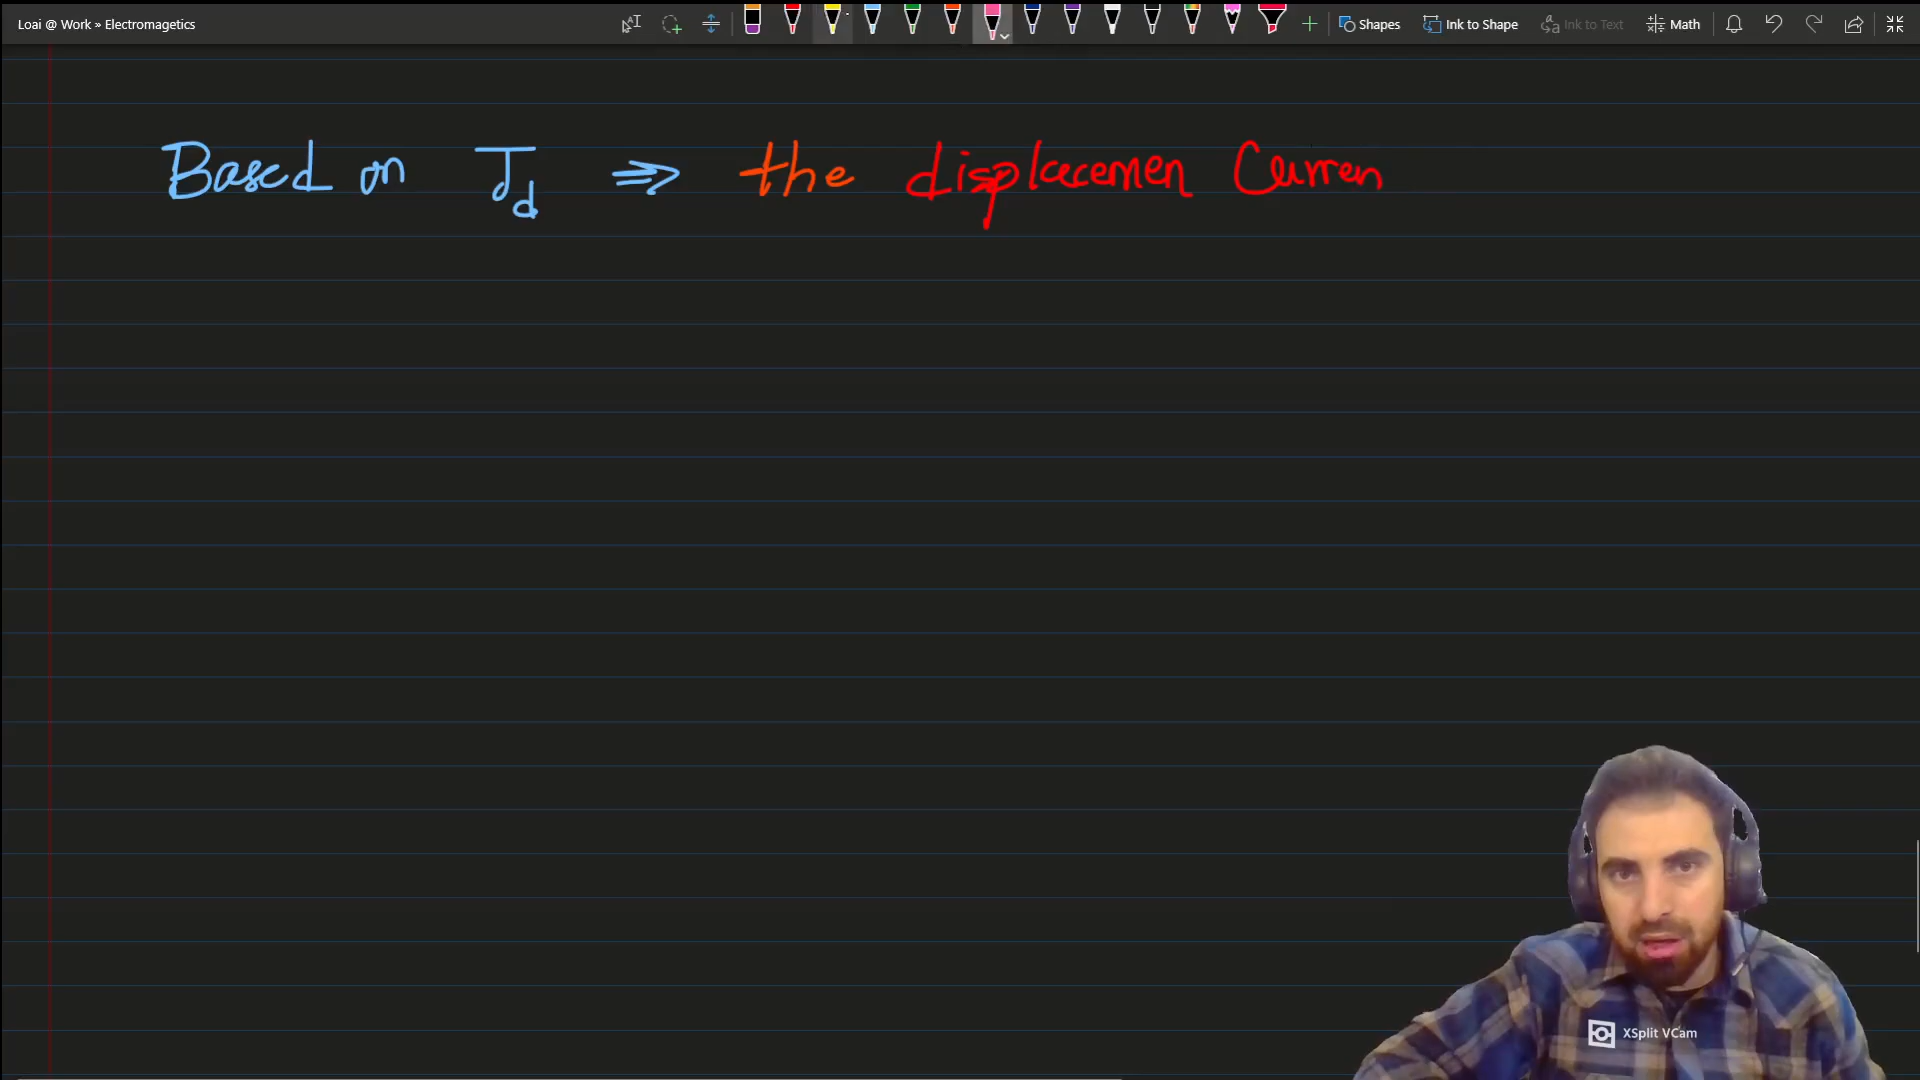 Loai @ Work » Electromagetics
Shapes Ink to Shape Ink to Text Math
Based on J_d ⇒ the displacemen Curren
XSplit VCam